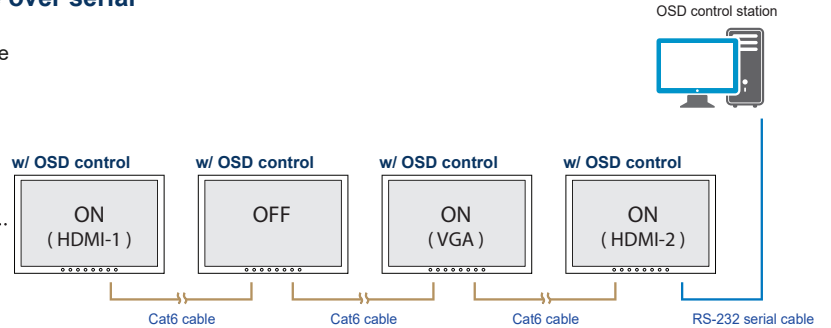 over serial
OSD control station
e
w/ OSD control w/ OSD control w/ OSD control w/ OSD control
.. ON OFF ON ON
( HDMI-1 ) ( VGA ) ( HDMI-2 )
Cat6 cable Cat6 cable Cat6 cable RS-232 serial cable